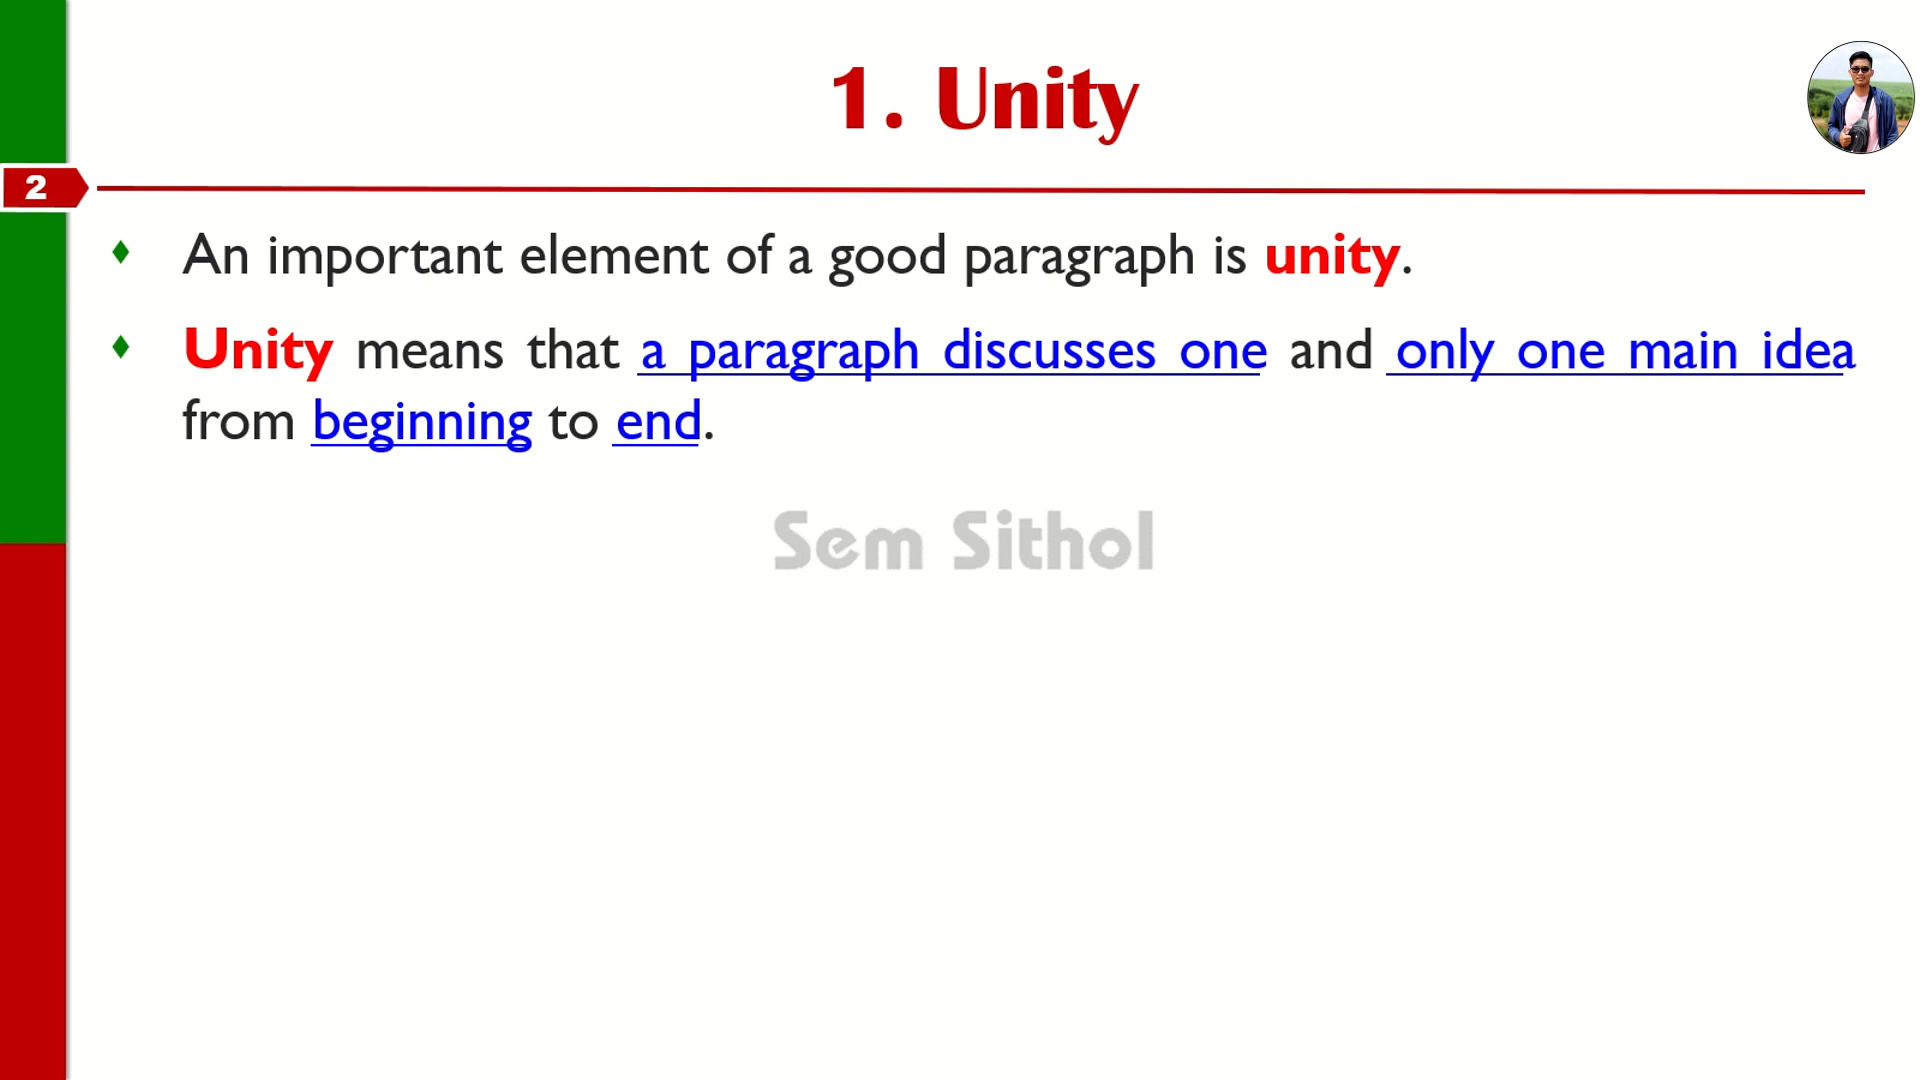 1. Unity
2
An important element of a good paragraph is unity.
Unity means that a paragraph discusses one and only one main idea
from beginning to end.
Sem Sithol